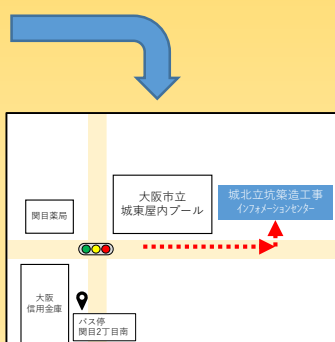 大阪市立
城東屋内プール
城北立坑築造工事
インフォメーションセンター
関目薬局
大阪
信用金庫
バス停
関目2丁目南